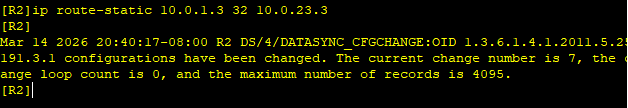 [R2]ip route-static 10.0.1.3 32 10.0.23.3
[R2]
Mar 14 2026 20:40:17-08:00 R2 DS/4/DATASYNC_CFGCHANGE:OID 1.3.6.1.4.1.2011.5.25
191.3.1 configurations have been changed. The current change number is 7, the
ange loop count is 0, and the maximum number of records is 4095.
[R2]